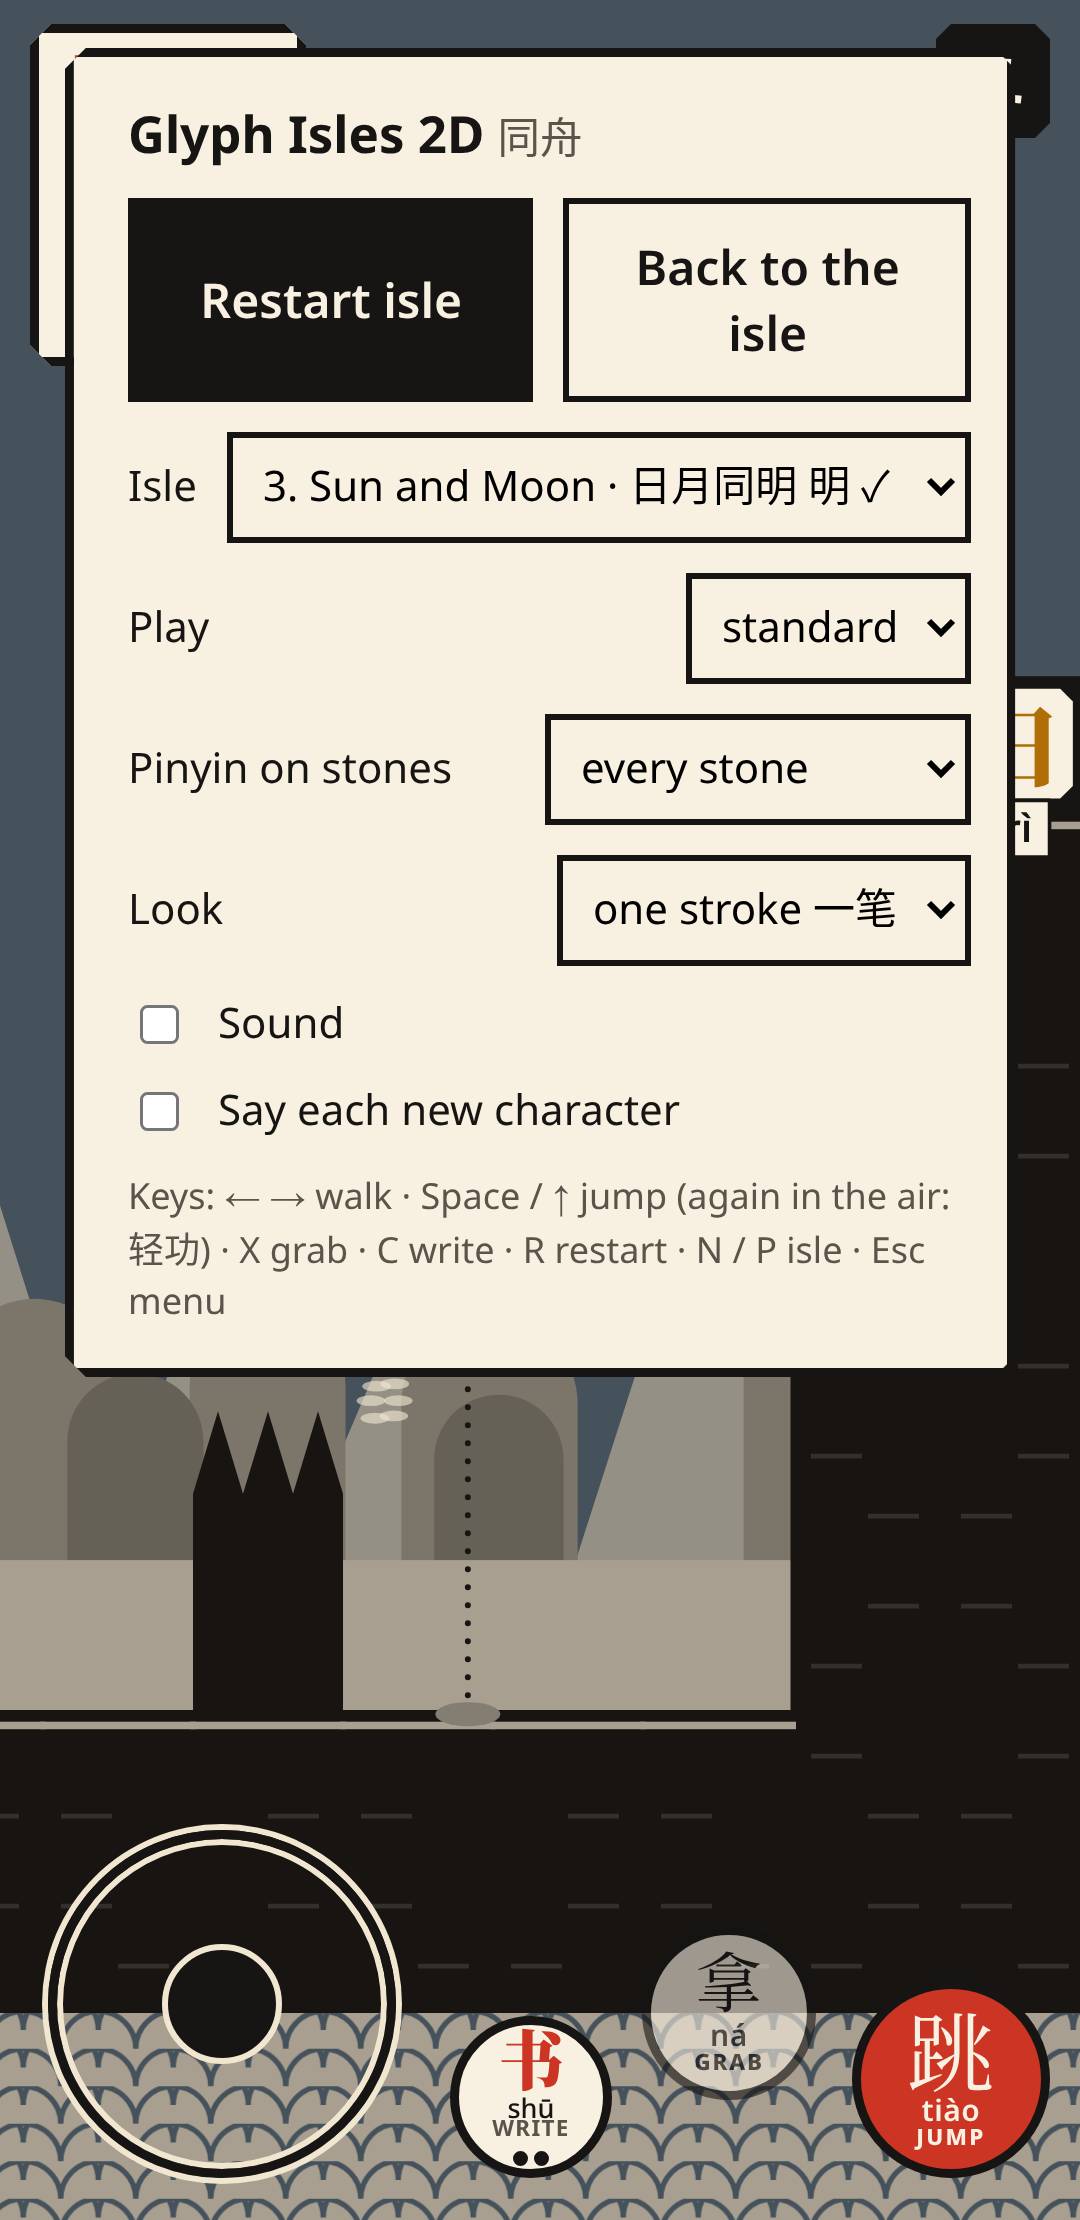 Glyph Isles 2D 同舟
Restart isle
Back to the
isle
Isle
3. Sun and Moon · 日月同明 明 ✓
Play
standard
Pinyin on stones
every stone
Look
one stroke 一笔
Sound
Say each new character
Keys: ← → walk · Space / ↑ jump (again in the air:
轻功) · X grab · C write · R restart · N / P isle · Esc
menu
rì
拿
ná
GRAB
书
shū
WRITE
跳
tiào
JUMP